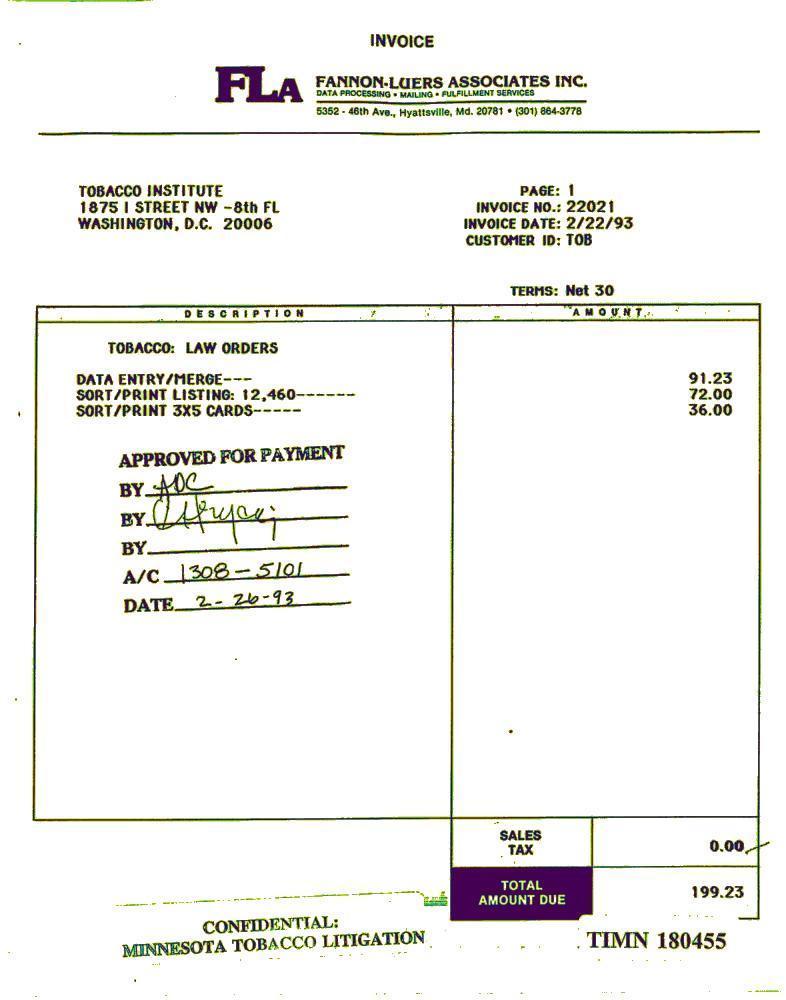 INVOICE
FLA FANNON-LUERS ASSOCIATES INC.
DATA PROCESSING • MAILING • FULFILLMENT SERVICES
5352 - 46th Ave., Hyattsville, Md. 20781 • (301) 864-3778
TOBACCO INSTITUTE
1875 I STREET NW -8th FL
WASHINGTON, D.C. 20006
PAGE: 1
INVOICE NO.: 22021
INVOICE DATE: 2/22/93
CUSTOMER ID: TOB
TERMS: Net 30
DESCRIPTION AMOUNT
TOBACCO: LAW ORDERS
DATA ENTRY/MERGE--- 91.23
SORT/PRINT LISTING: 12,460------ 72.00
SORT/PRINT 3X5 CARDS----- 36.00
APPROVED FOR PAYMENT
BY ADC
BY
BY
A/C 1308-5101
DATE 2-26-93
SALES TAX 0.00
TOTAL AMOUNT DUE 199.23
CONFIDENTIAL:
MINNESOTA TOBACCO LITIGATION
TIMN 180455